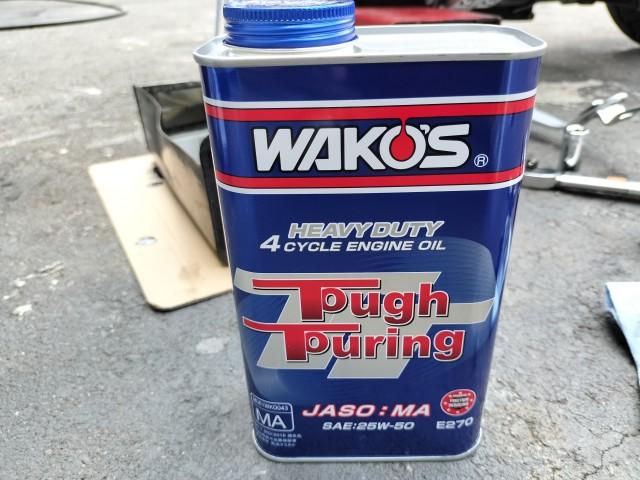 WAKO'S®
HEAVY DUTY
4 CYCLE ENGINE OIL
Tough
Touring
JASO:MA
SAE:25W-50
E270
MA